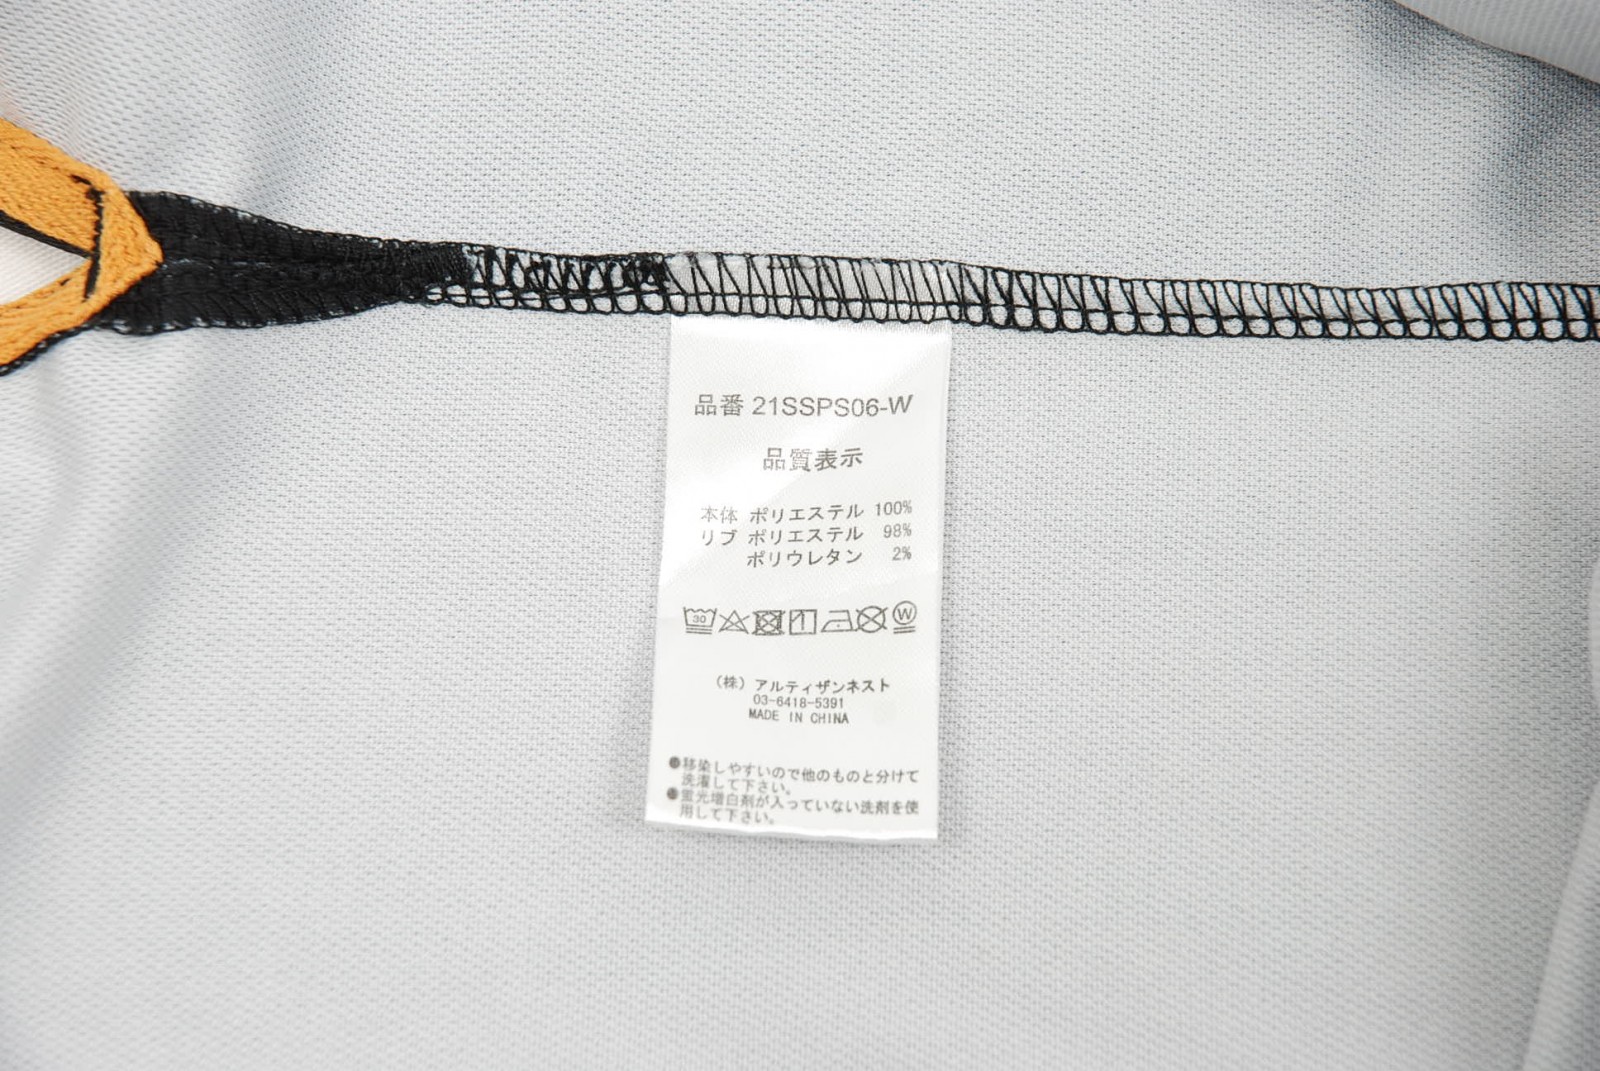 品番 21SSPS06-W
品質表示
本体 ポリエステル 100%
リブ ポリエステル 98%
ポリウレタン 2%
30 W
(株) アルティザンネスト
03-6418-5391
MADE IN CHINA
●移染しやすいので他のものと分けて
洗濯して下さい。
●蛍光増白剤が入っていない洗剤を使
用して下さい。